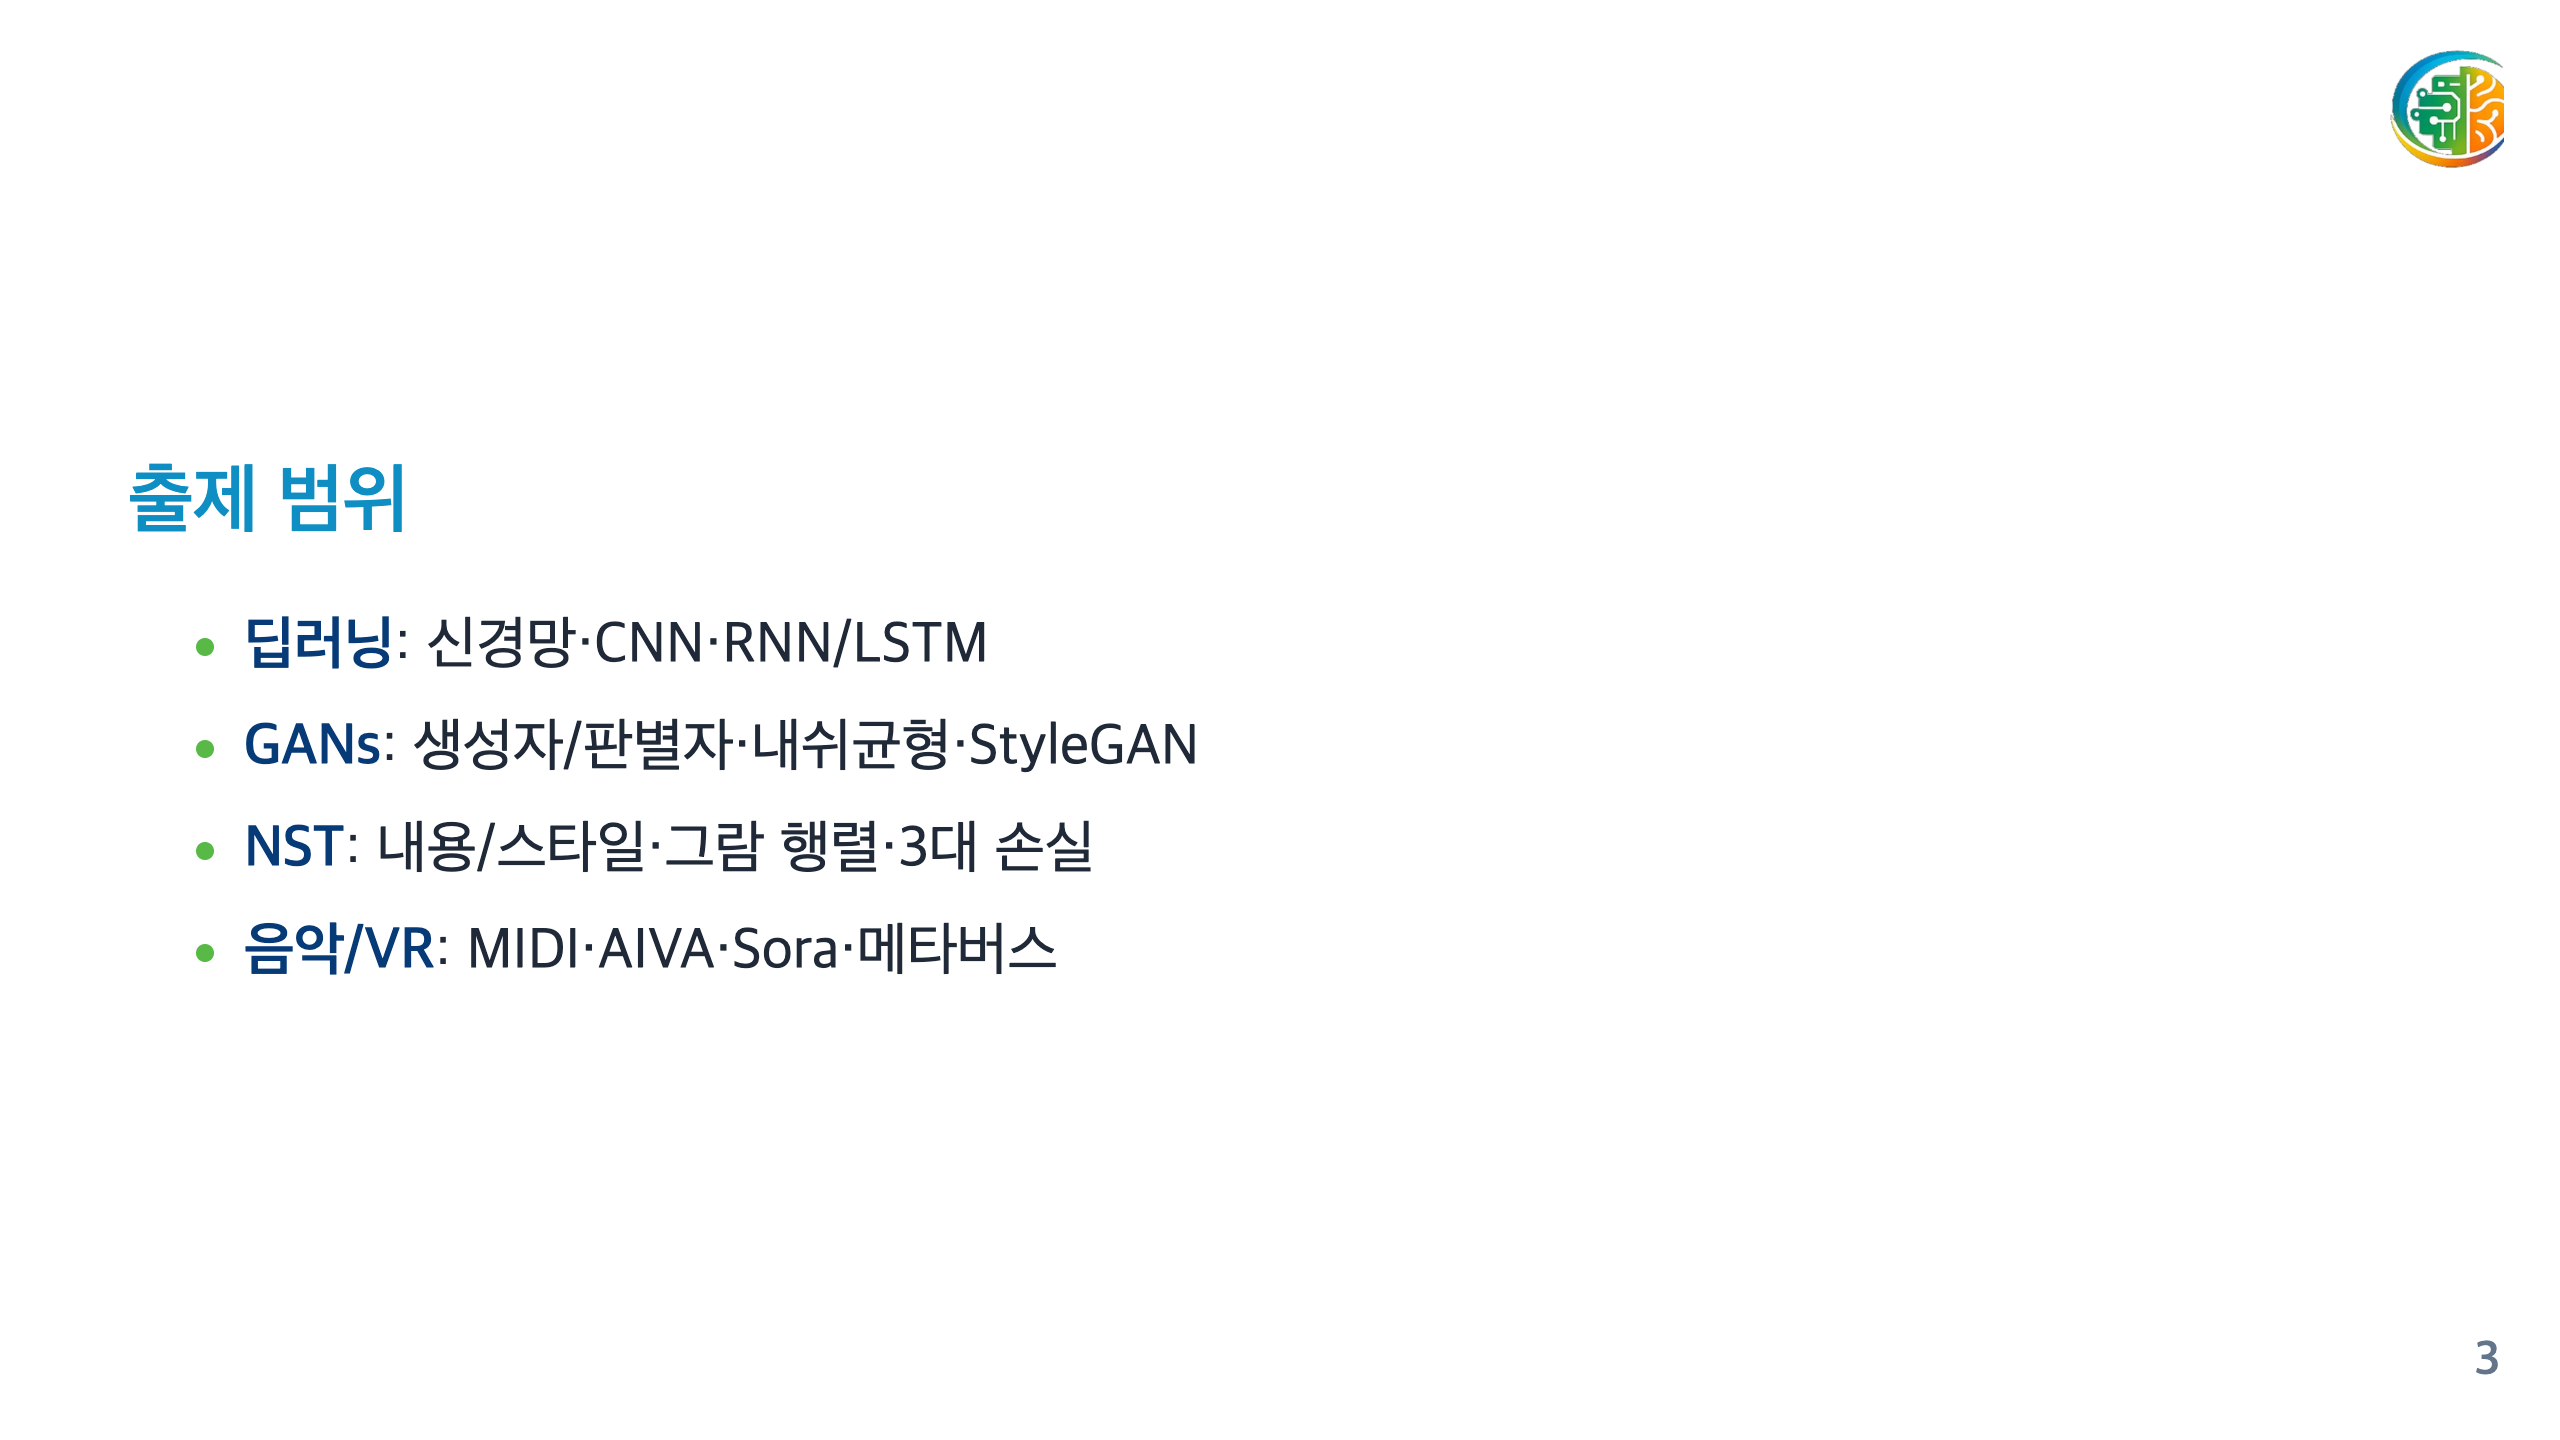 출제 범위
• 딥러닝: 신경망·CNN·RNN/LSTM
• GANs: 생성자/판별자·내쉬균형·StyleGAN
• NST: 내용/스타일·그람 행렬·3대 손실
• 음악/VR: MIDI·AIVA·Sora·메타버스
3